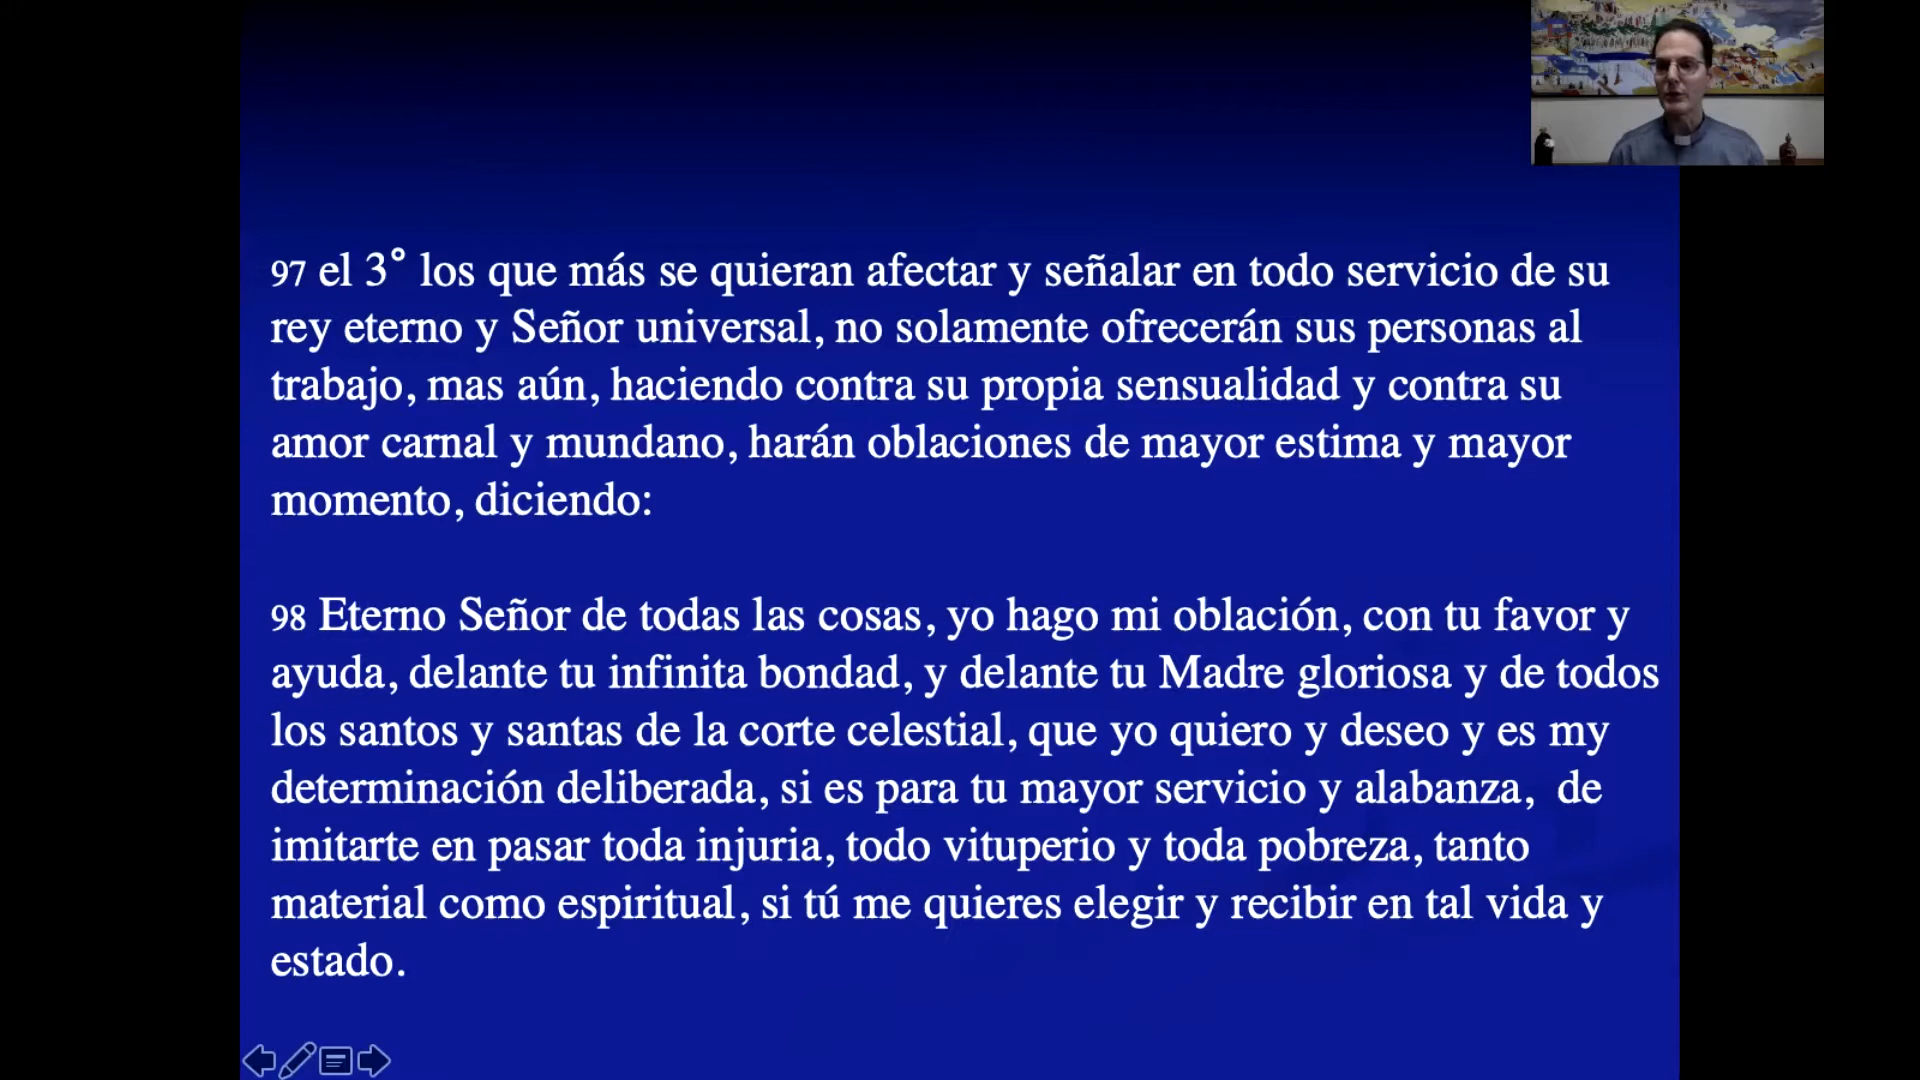 97 el 3° los que más se quieran afectar y señalar en todo servicio de su
rey eterno y Señor universal, no solamente ofrecerán sus personas al
trabajo, mas aún, haciendo contra su propia sensualidad y contra su
amor carnal y mundano, harán oblaciones de mayor estima y mayor
momento, diciendo:
98 Eterno Señor de todas las cosas, yo hago mi oblación, con tu favor y
ayuda, delante tu infinita bondad, y delante tu Madre gloriosa y de todos
los santos y santas de la corte celestial, que yo quiero y deseo y es my
determinación deliberada, si es para tu mayor servicio y alabanza, de
imitarte en pasar toda injuria, todo vituperio y toda pobreza, tanto
material como espiritual, si tú me quieres elegir y recibir en tal vida y
estado.